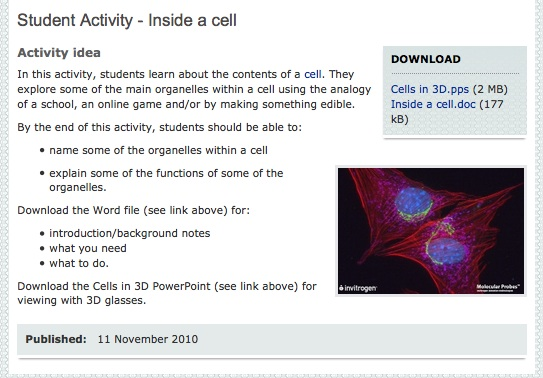 Student Activity - Inside a cell
Activity idea
In this activity, students learn about the contents of a cell. They
explore some of the main organelles within a cell using the analogy
of a school, an online game and/or by making something edible.
By the end of this activity, students should be able to:
• name some of the organelles within a cell
• explain some of the functions of some of the
organelles.
Download the Word file (see link above) for:
• introduction/background notes
• what you need
• what to do.
Download the Cells in 3D PowerPoint (see link above) for
viewing with 3D glasses.
DOWNLOAD
Cells in 3D.pps (2 MB)
Inside a cell.doc (177
kB)
invitrogen™
Molecular Probes™
Published: 11 November 2010